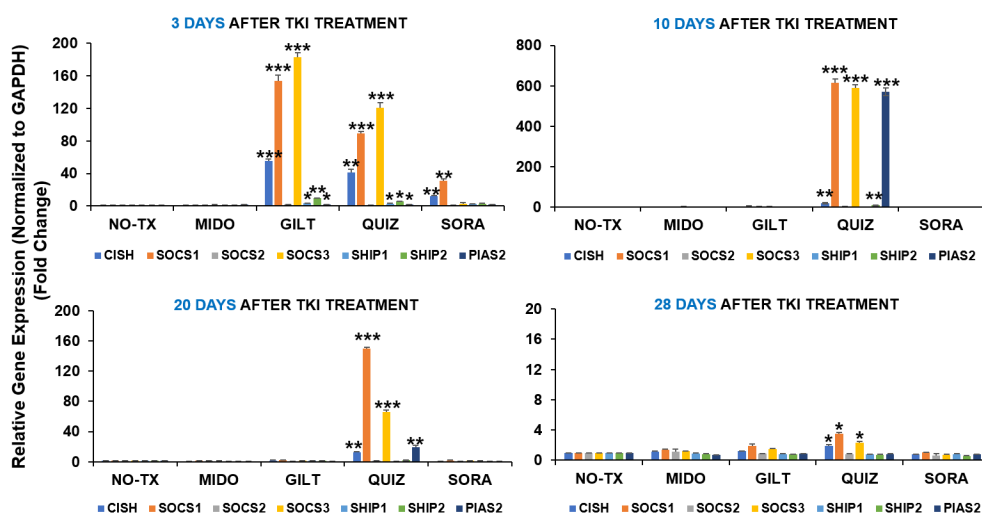 Relative Gene Expression (Normalized to GAPDH)
(Fold Change)
3 DAYS AFTER TKI TREATMENT
200
160
120
80
40
0
*** *** *** * ** * ** *** *** * * * ** **
NO-TX MIDO GILT QUIZ SORA
CISH SOCS1 SOCS2 SOCS3 SHIP1 SHIP2 PIAS2
10 DAYS AFTER TKI TREATMENT
800
600
400
200
0
** *** *** ** ***
NO-TX MIDO GILT QUIZ SORA
CISH SOCS1 SOCS2 SOCS3 SHIP1 SHIP2 PIAS2
20 DAYS AFTER TKI TREATMENT
200
160
120
80
40
0
** *** *** **
NO-TX MIDO GILT QUIZ SORA
CISH SOCS1 SOCS2 SOCS3 SHIP1 SHIP2 PIAS2
28 DAYS AFTER TKI TREATMENT
20
16
12
8
4
0
* * *
NO-TX MIDO GILT QUIZ SORA
CISH SOCS1 SOCS2 SOCS3 SHIP1 SHIP2 PIAS2